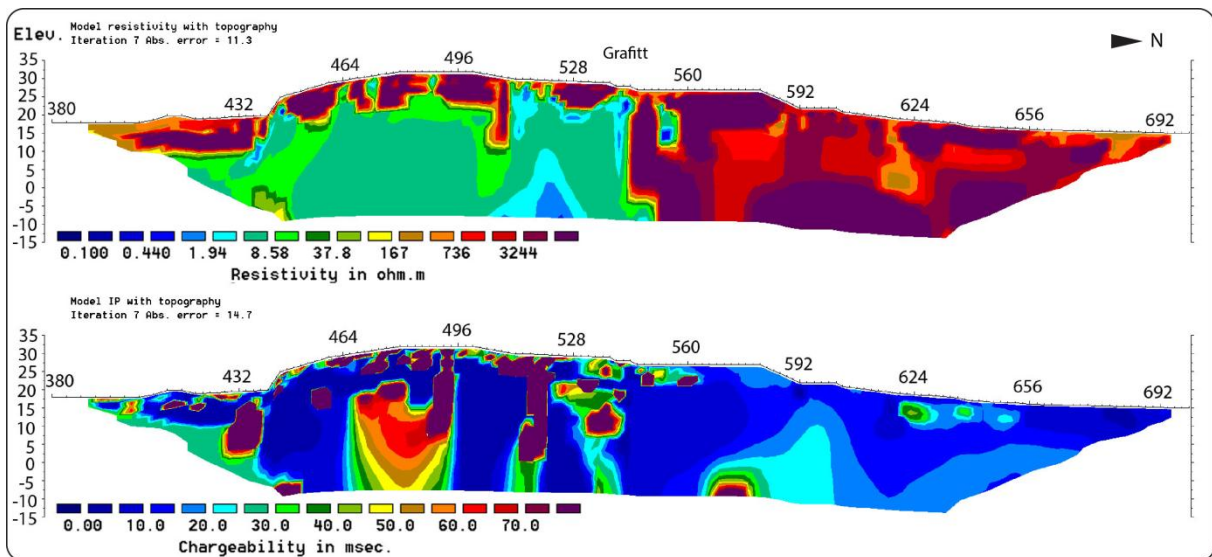 Model resistivity with topography
Elev. Iteration 7 Abs. error = 11.3
Grafitt
N
35
30
25
20
15
10
5
0
-5
-10
-15
380 432 464 496 528 560 592 624 656 692
0.100 0.440 1.94 8.58 37.8 167 736 3244
Resistivity in ohm.m
Model IP with topography
Iteration 7 Abs. error = 14.7
35
30
25
20
15
10
5
0
-5
-10
-15
380 432 464 496 528 560 592 624 656 692
0.00 10.0 20.0 30.0 40.0 50.0 60.0 70.0
Chargeability in msec.